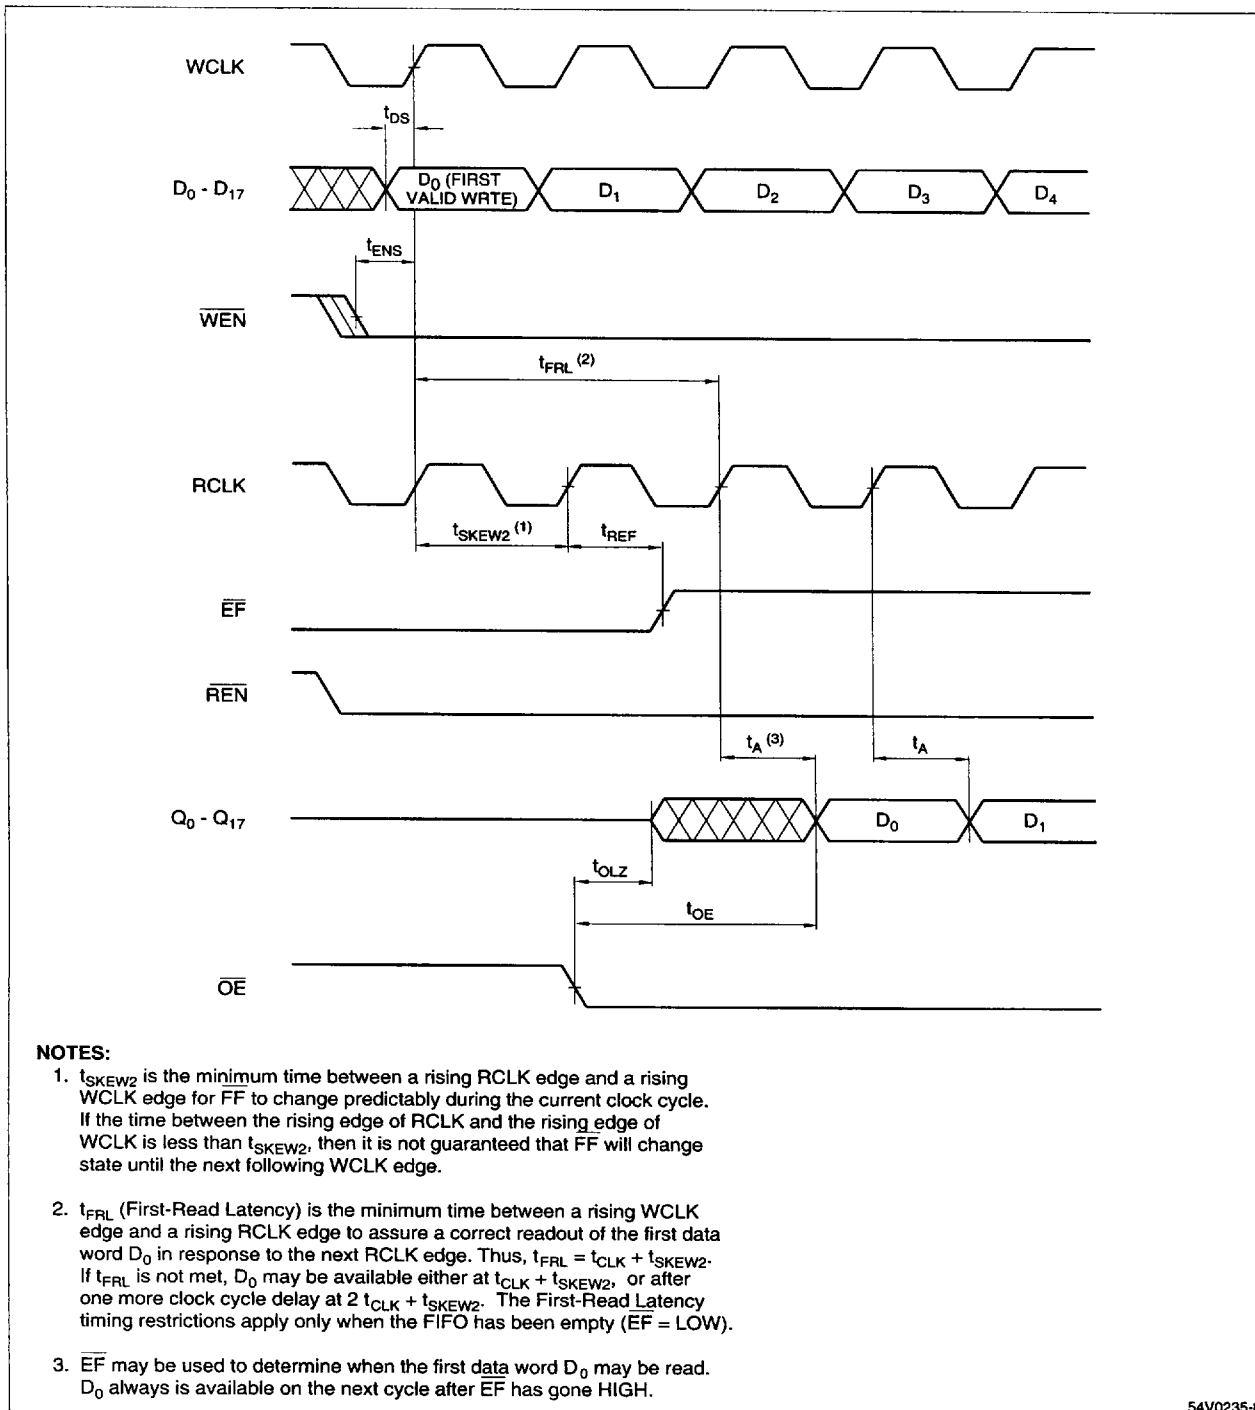 WCLK
tDS
D0 - D17
D0 (FIRST
VALID WRTE)
D1
D2
D3
D4
tENS
W̅E̅N̅
tFRL (2)
RCLK
tSKEW2 (1)
tREF
E̅F̅
R̅E̅N̅
tA (3)
tA
Q0 - Q17
D0
D1
tOLZ
tOE
O̅E̅
NOTES:
1. tSKEW2 is the minimum time between a rising RCLK edge and a rising
WCLK edge for F̅F̅ to change predictably during the current clock cycle.
If the time between the rising edge of RCLK and the rising edge of
WCLK is less than tSKEW2, then it is not guaranteed that F̅F̅ will change
state until the next following WCLK edge.
2. tFRL (First-Read Latency) is the minimum time between a rising WCLK
edge and a rising RCLK edge to assure a correct readout of the first data
word D0 in response to the next RCLK edge. Thus, tFRL = tCLK + tSKEW2.
If tFRL is not met, D0 may be available either at tCLK + tSKEW2, or after
one more clock cycle delay at 2 tCLK + tSKEW2. The First-Read Latency
timing restrictions apply only when the FIFO has been empty (E̅F̅ = LOW).
3. E̅F̅ may be used to determine when the first data word D0 may be read.
D0 always is available on the next cycle after E̅F̅ has gone HIGH.
54V0235-